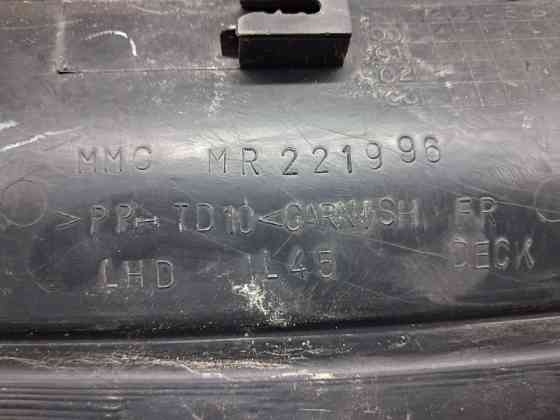 MMC MR221996
>PP-TD10<GARNISH FR
LHD L45 DECK